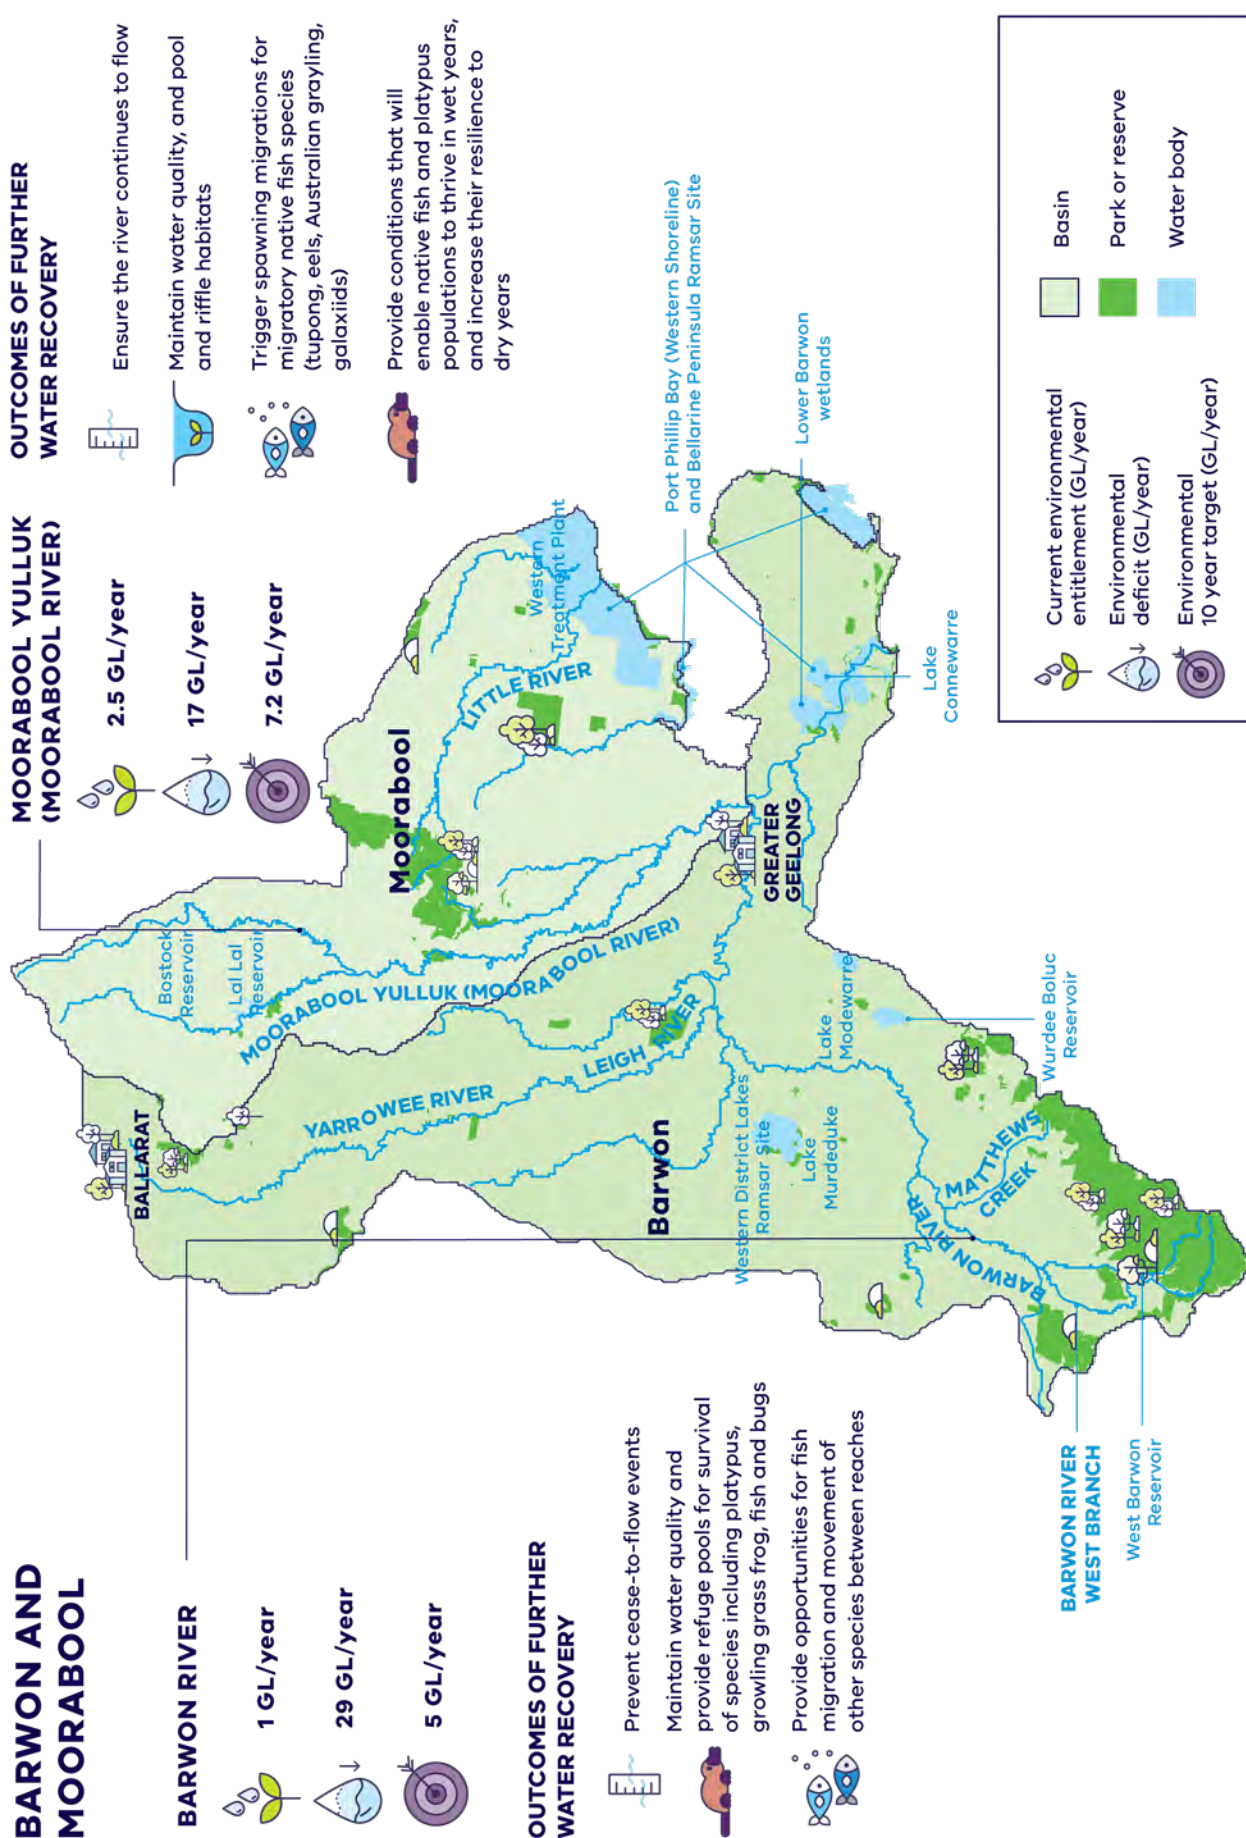 BARWON AND
MOORABOOL
BARWON RIVER
1 GL/year
29 GL/year
5 GL/year
OUTCOMES OF FURTHER
WATER RECOVERY
Prevent cease-to-flow events
Maintain water quality and
provide refuge pools for survival
of species including platypus,
growling grass frog, fish and bugs
Provide opportunities for fish
migration and movement of
other species between reaches
MOORABOOL YULLUK
(MOORABOOL RIVER)
2.5 GL/year
17 GL/year
7.2 GL/year
OUTCOMES OF FURTHER
WATER RECOVERY
Ensure the river continues to flow
Maintain water quality, and pool
and riffle habitats
Trigger spawning migrations for
migratory native fish species
(tupong, eels, Australian grayling,
galaxiids)
Provide conditions that will
enable native fish and platypus
populations to thrive in wet years,
and increase their resilience to
dry years
BALLARAT
Bostock
Reservoir
Lal Lal
Reservoir
MOORABOOL YULLUK (MOORABOOL RIVER)
YARROWEE RIVER
LEIGH RIVER
Moorabool
LITTLE RIVER
Western
Treatment Plant
Port Phillip Bay (Western Shoreline)
and Bellarine Peninsula Ramsar Site
Barwon
GREATER
GEELONG
Lower Barwon
wetlands
Western District Lakes
Ramsar Site
Lake
Murdeduke
Lake
Modewarre
Lake
Connewarre
BARWON RIVER
MATTHEWS
CREEK
Wurdee Boluc
Reservoir
BARWON RIVER
WEST BRANCH
West Barwon
Reservoir
Current environmental
entitlement (GL/year)
Environmental
deficit (GL/year)
Environmental
10 year target (GL/year)
Basin
Park or reserve
Water body